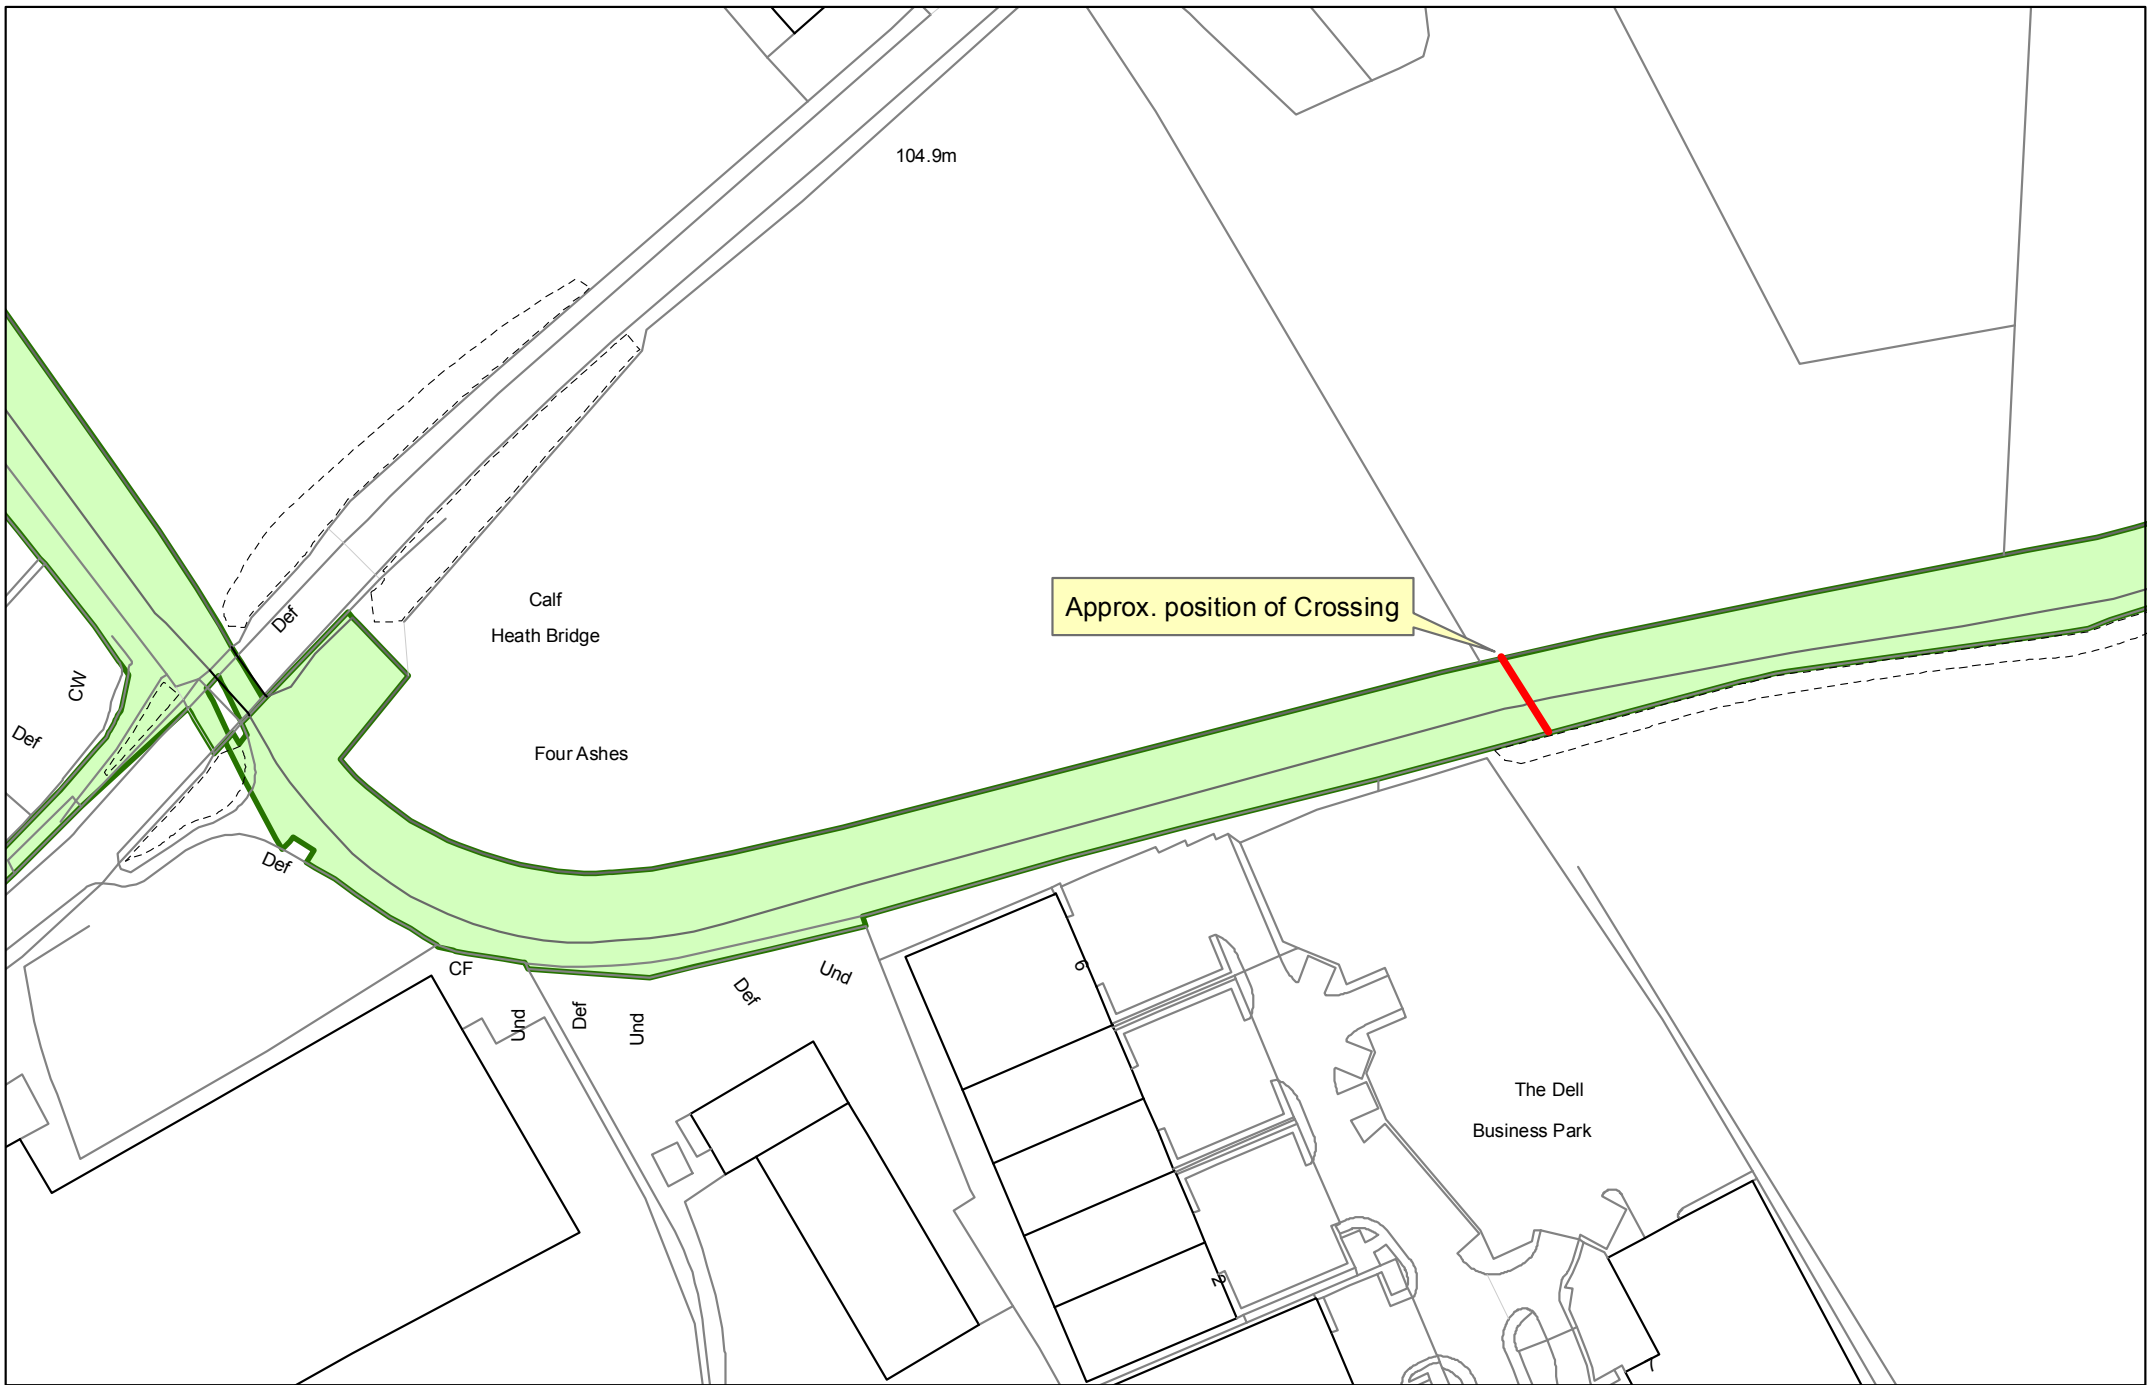 104.9m
Calf
Heath Bridge
Approx. position of Crossing
Def
CW
Def
Four Ashes
Def
CF
Und
Def
Und
Def
Und
6
The Dell
Business Park
2